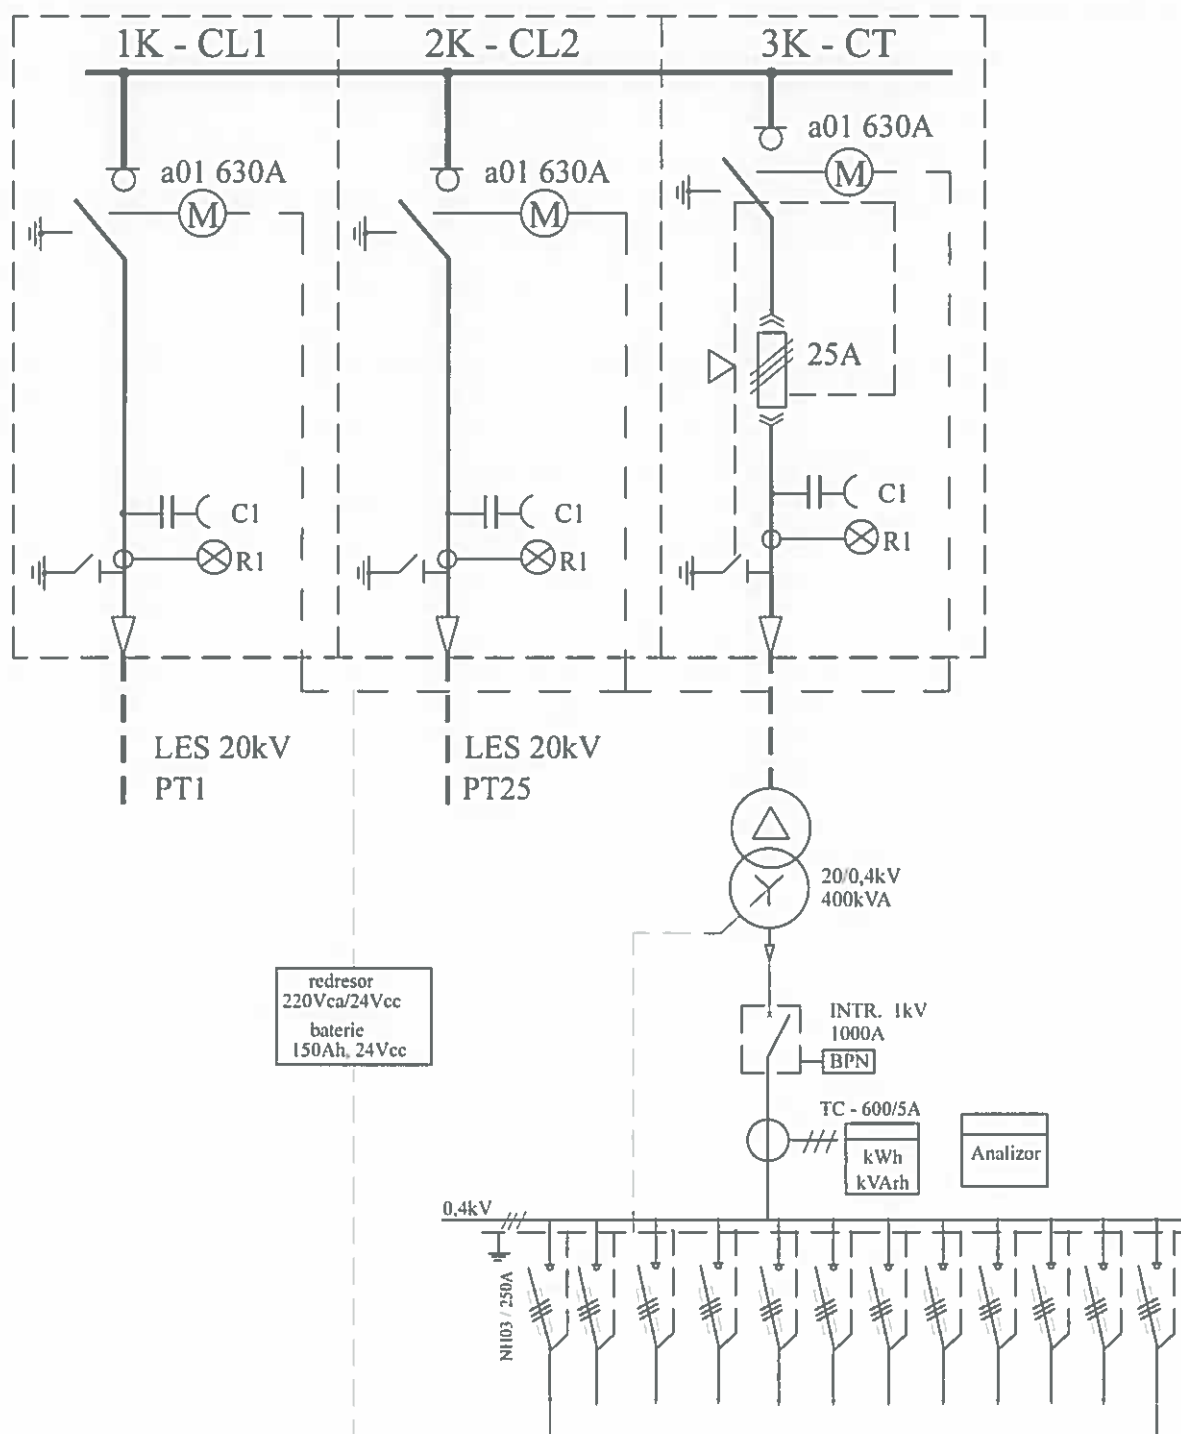 1K - CL1
2K - CL2
3K - CT
a01 630A
M
a01 630A
M
a01 630A
M
25A
C1
R1
C1
R1
C1
R1
LES 20kV
PT1
LES 20kV
PT25
20/0,4kV
400kVA
redresor
220Vca/24Vcc
baterie
150Ah, 24Vcc
INTR. 1kV
1000A
BPN
TC - 600/5A
kWh
kVArh
Analizor
0,4kV
NH03 / 250A